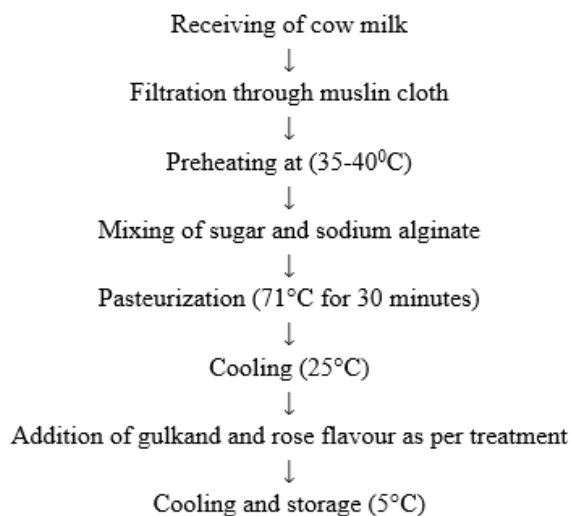 Receiving of cow milk
↓
Filtration through muslin cloth
↓
Preheating at (35-40⁰C)
↓
Mixing of sugar and sodium alginate
↓
Pasteurization (71°C for 30 minutes)
↓
Cooling (25°C)
↓
Addition of gulkand and rose flavour as per treatment
↓
Cooling and storage (5°C)